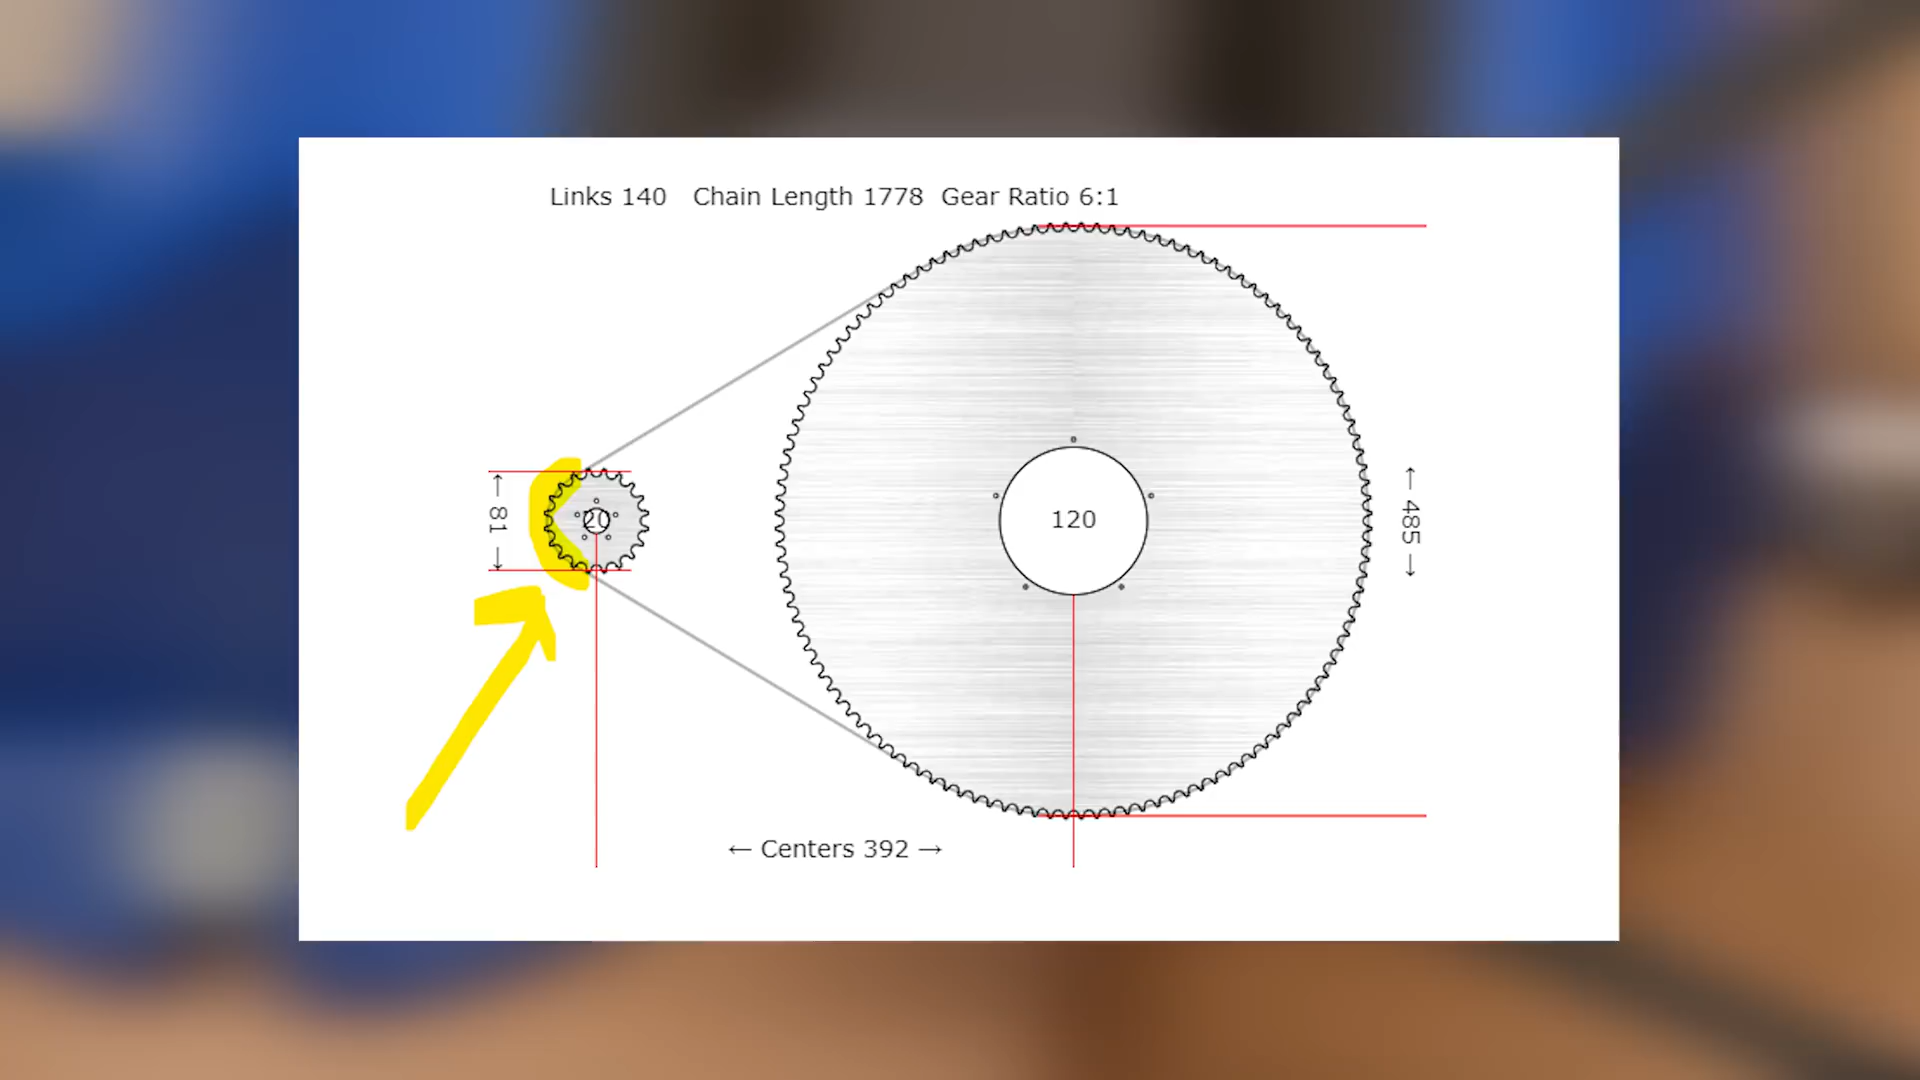 Links 140 Chain Length 1778 Gear Ratio 6:1
← 81 →
20
120
← 485 →
← Centers 392 →